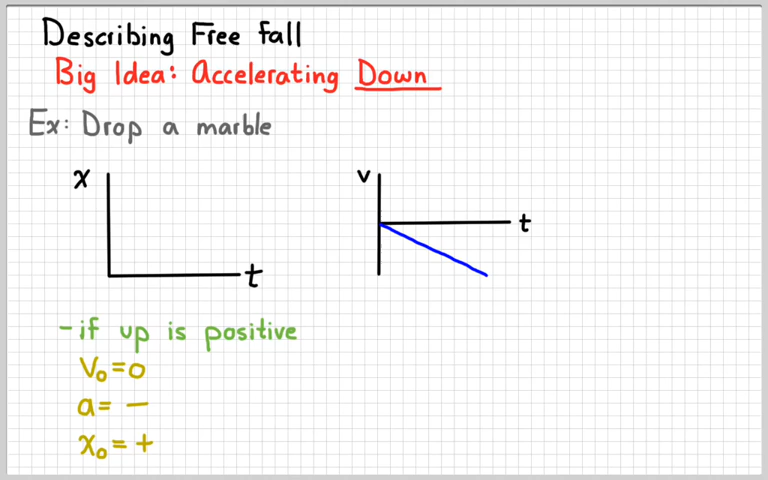 Describing Free Fall
Big Idea: Accelerating Down
Ex: Drop a marble
x
t
v
t
- if up is positive
v₀ = 0
a = −
x₀ = +